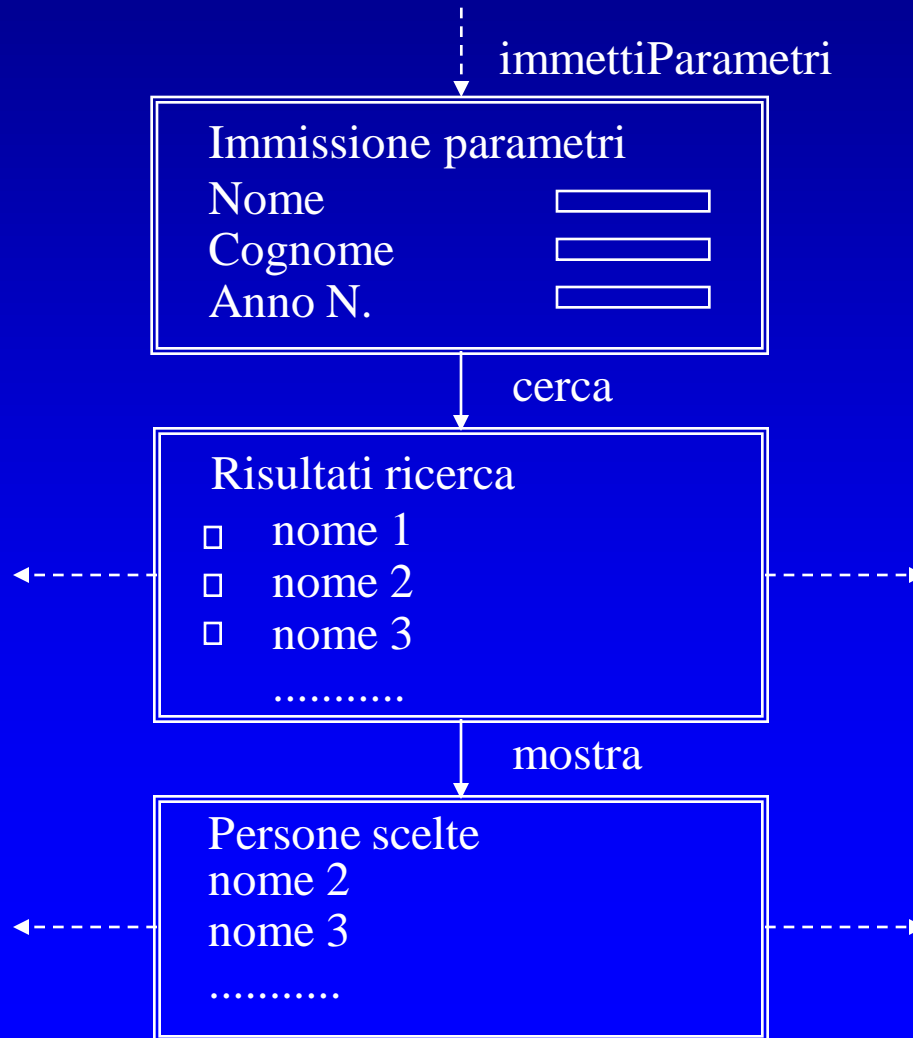 immettiParametri
Immissione parametri
Nome
Cognome
Anno N.
cerca
Risultati ricerca
nome 1
nome 2
nome 3
...........
mostra
Persone scelte
nome 2
nome 3
...........